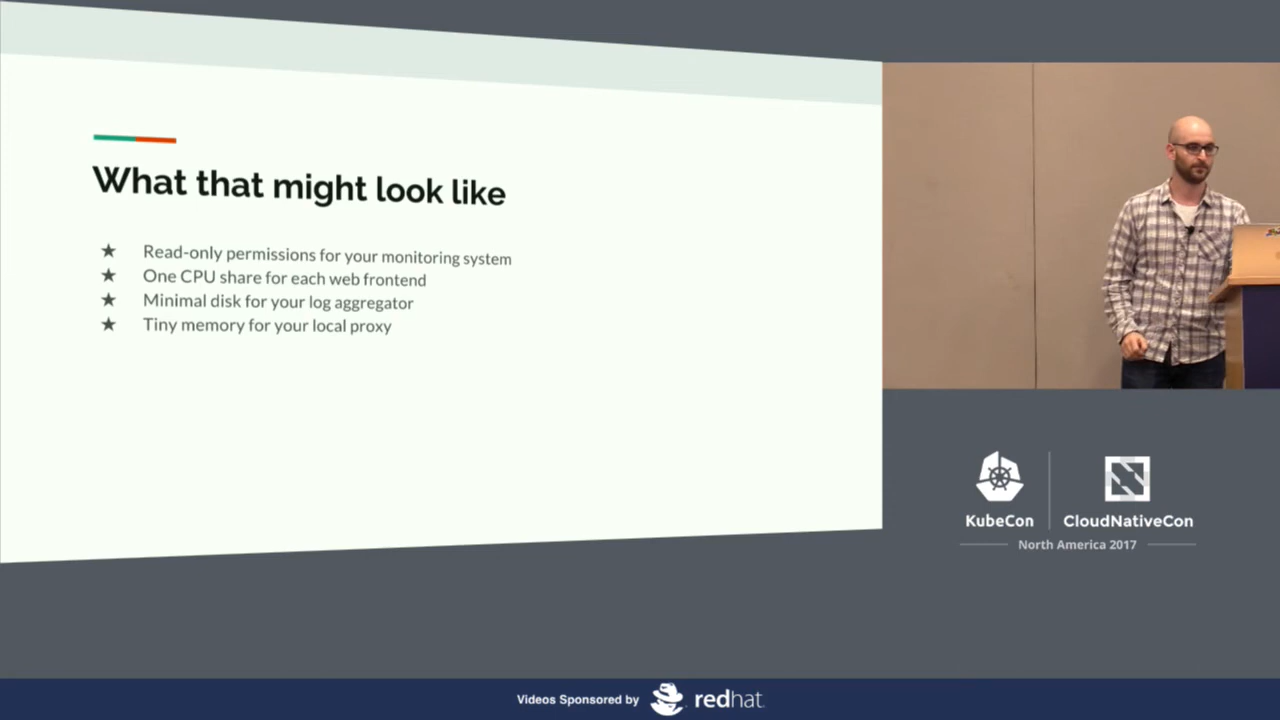 What that might look like
★ Read-only permissions for your monitoring system
★ One CPU share for each web frontend
★ Minimal disk for your log aggregator
★ Tiny memory for your local proxy
KubeCon
CloudNativeCon
North America 2017
Videos Sponsored by
redhat